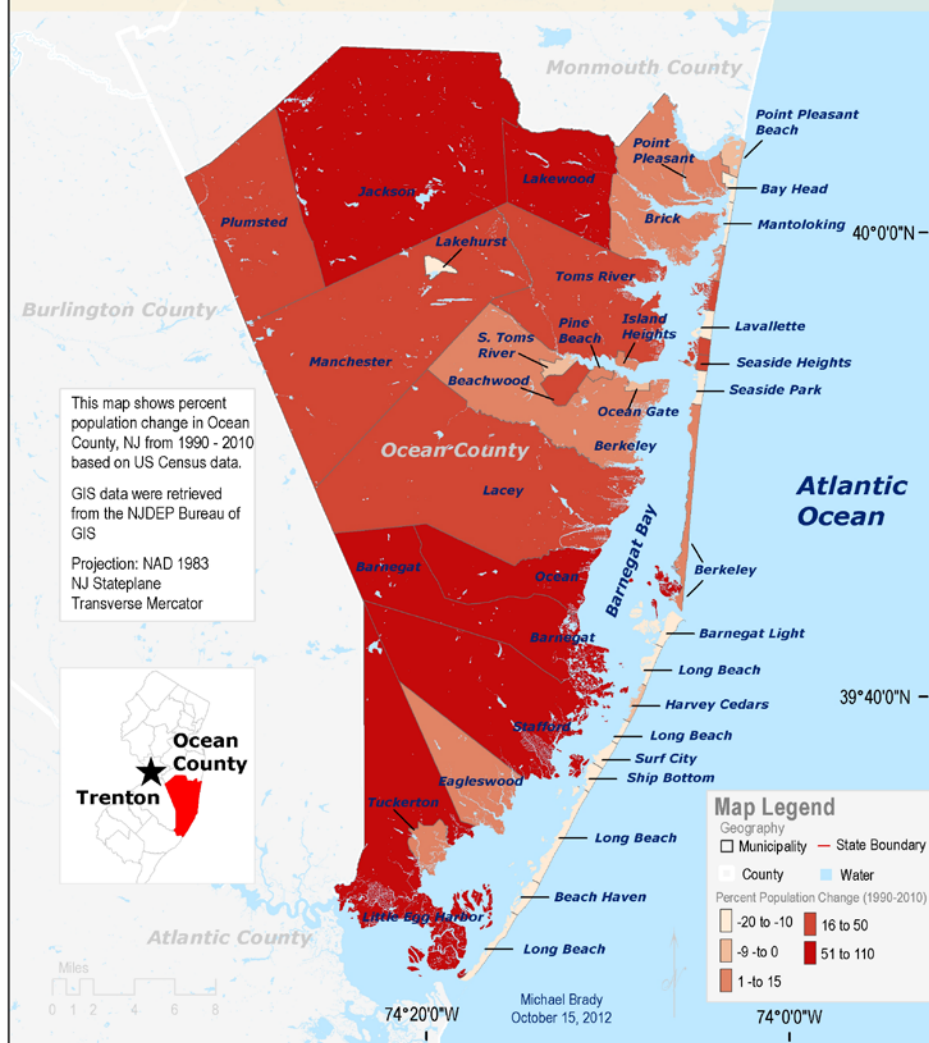 Monmouth County
Point Pleasant
Beach
Point
Pleasant
Lakewood
Jackson
Bay Head
Plumsted
Brick
Mantoloking
40°0'0"N
Lakehurst
Toms River
Burlington County
Island
Heights
Pine
Beach
Lavallette
S. Toms
River
Manchester
Seaside Heights
Beachwood
Seaside Park
Ocean Gate
This map shows percent
population change in Ocean
County, NJ from 1990 - 2010
based on US Census data.
GIS data were retrieved
from the NJDEP Bureau of
GIS
Projection: NAD 1983
NJ Stateplane
Transverse Mercator
Ocean County
Berkeley
Lacey
Atlantic
Ocean
Barnegat Bay
Barnegat
Ocean
Berkeley
Barnegat
Barnegat Light
Long Beach
39°40'0"N
Harvey Cedars
Stafford
Long Beach
Surf City
Ship Bottom
Ocean
County
Trenton
Eagleswood
Tuckerton
Long Beach
Beach Haven
Little Egg Harbor
Atlantic County
Long Beach
Map Legend
Geography
Municipality
State Boundary
County
Water
Percent Population Change (1990-2010)
-20 to -10
16 to 50
-9 -to 0
51 to 110
1 -to 15
Miles
0 1 2 4 6 8
Michael Brady
October 15, 2012
74°20'0"W
74°0'0"W